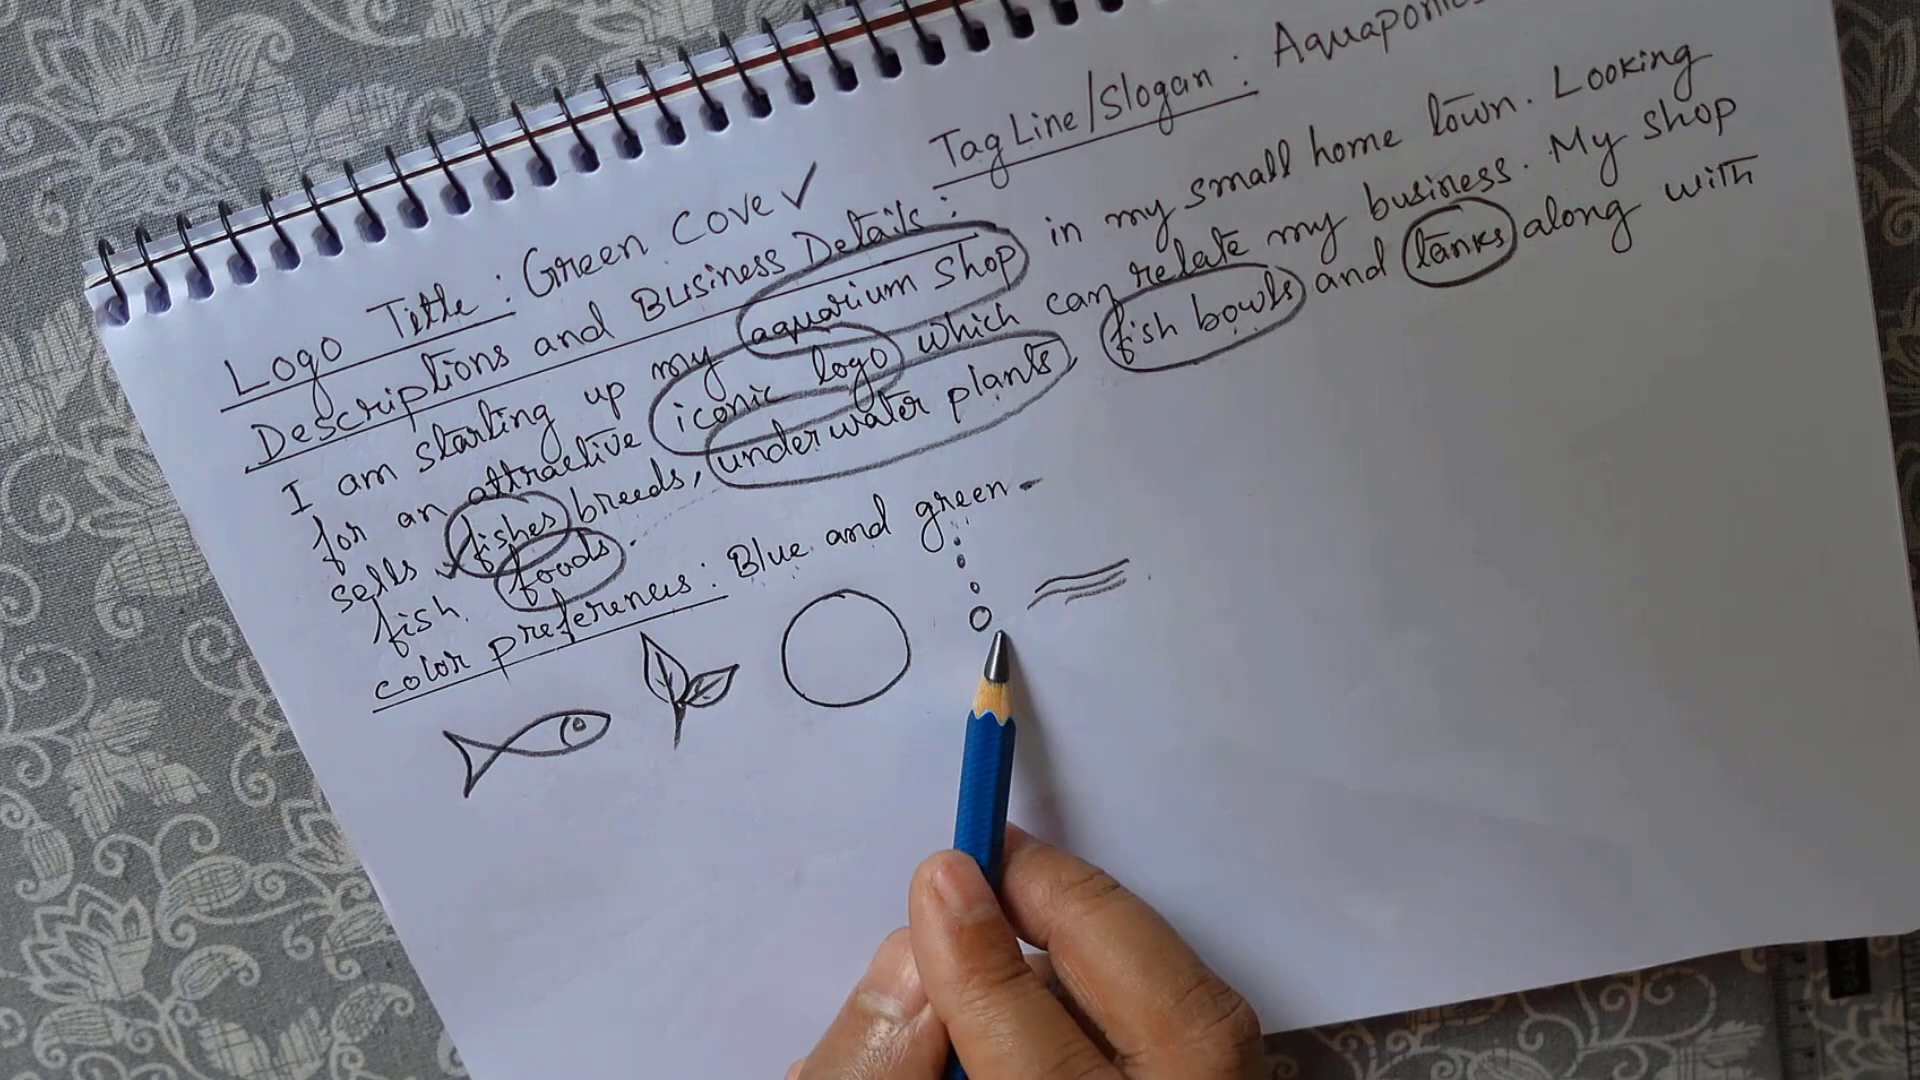 Logo Title : Green Cove ✓
TagLine/Slogan : Aquaponics
Descriptions and Business Details :
I am starting up my aquarium shop in my small home town. Looking
for an attractive iconic logo which can relate my business. My shop
sells fishes breeds, underwater plants, fish bowls and tanks along with
fish foods.
color preferences : Blue and green -